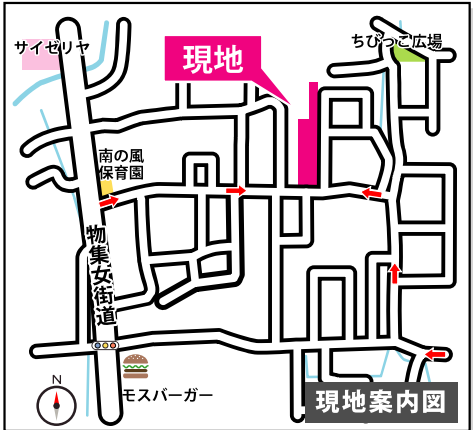 サイゼリヤ
ちびっこ広場
現地
南の風
保育園
物集女街道
モスバーガー
N
現地案内図